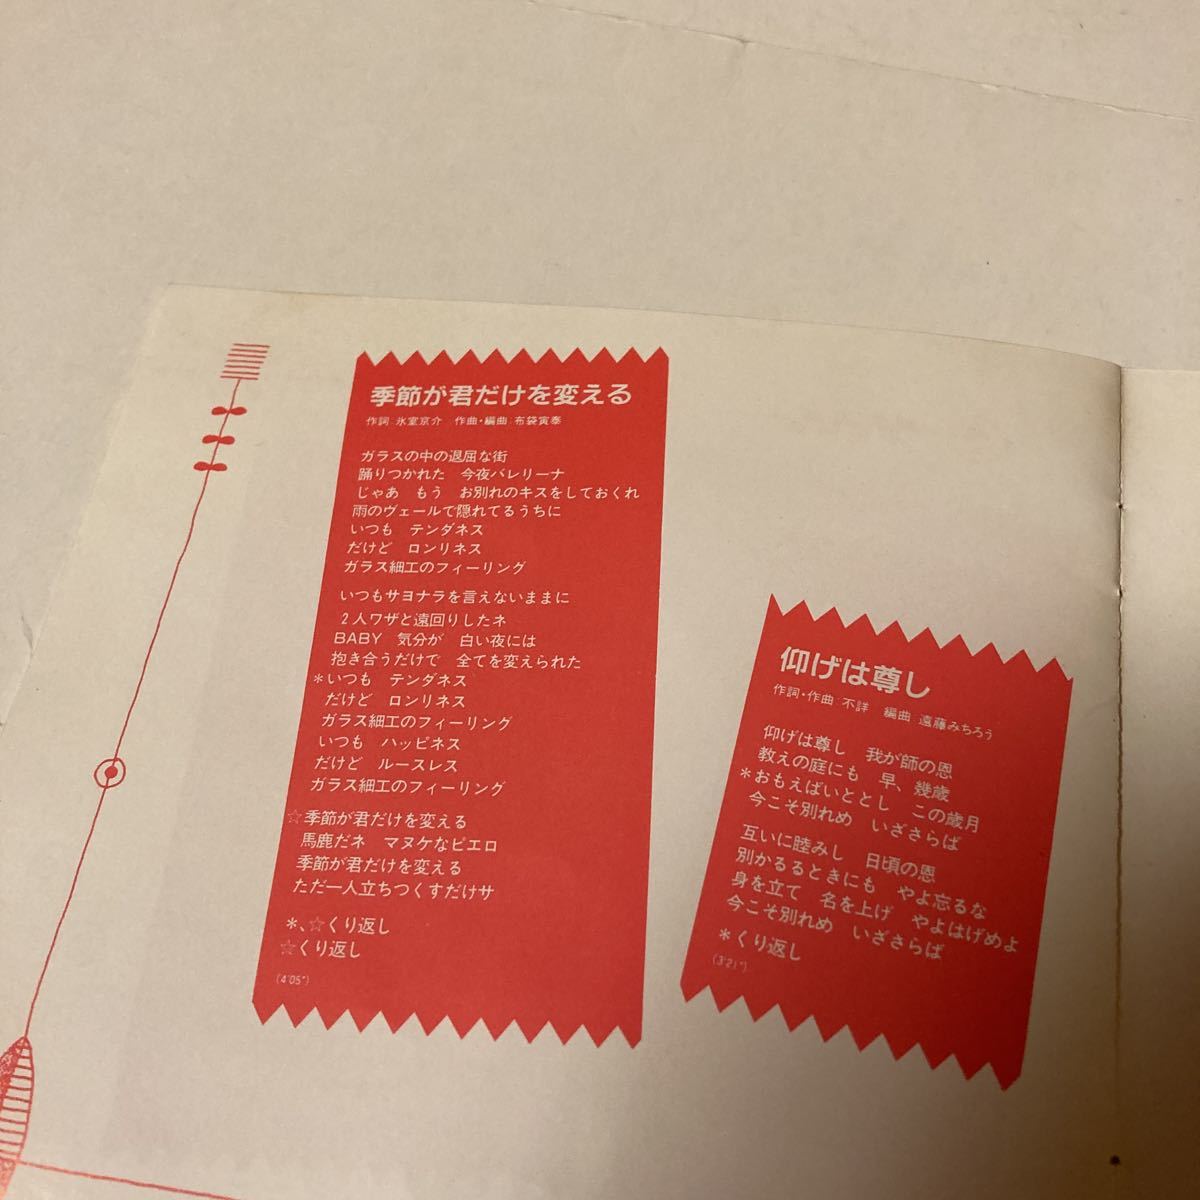 季節が君だけを変える
作詞 氷室京介 作曲・編曲 布袋寅泰
ガラスの中の退屈な街
踊りつかれた 今夜バレリーナ
じゃあ もう お別れのキスをしておくれ
雨のヴェールで隠れてるうちに
いつも テンダネス
だけど ロンリネス
ガラス細工のフィーリング
いつもサヨナラを言えないままに
2人ワザと遠回りしたネ
BABY 気分が 白い夜には
抱き合うだけで 全てを変えられた
*いつも テンダネス
だけど ロンリネス
ガラス細工のフィーリング
いつも ハッピネス
だけど ルースレス
ガラス細工のフィーリング
☆季節が君だけを変える
馬鹿だネ マヌケなピエロ
季節が君だけを変える
ただ一人立ちつくすだけサ
*、☆くり返し
☆くり返し
(4'05")
仰げは尊し
作詞・作曲 不詳 編曲 遠藤みちろう
仰げは尊し 我が師の恩
教えの庭にも 早、幾歳
*おもえばいととし この歳月
今こそ別れめ いざさらば
互いに睦みし 日頃の恩
別かるるときにも やよ忘るな
身を立て 名を上げ やよはげめよ
今こそ別れめ いざさらば
*くり返し
(3'21")